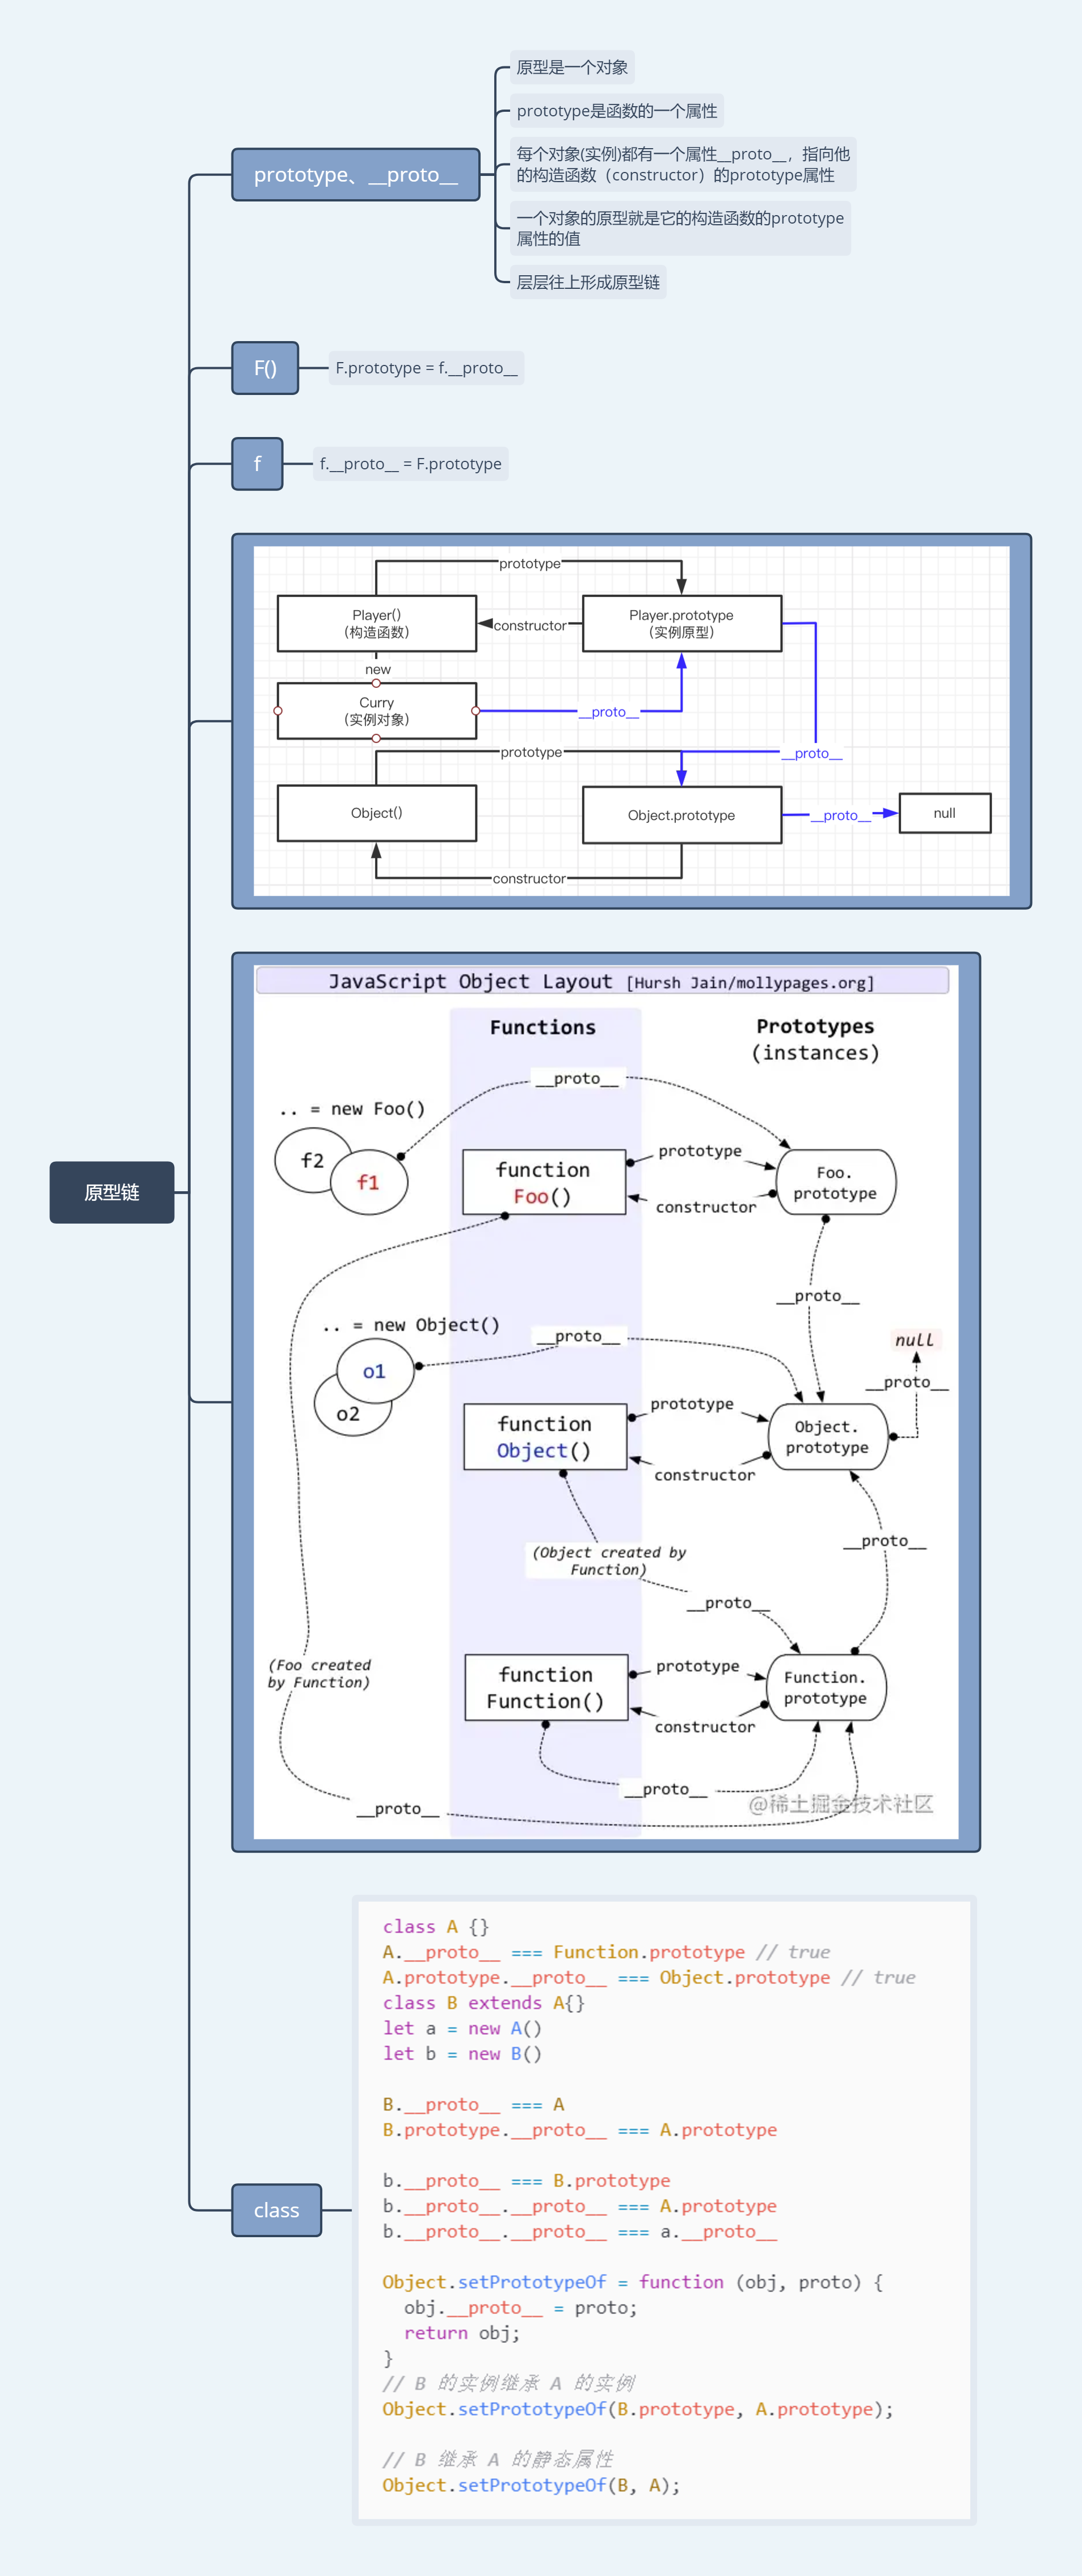 原型链
prototype、__proto__
原型是一个对象
prototype是函数的一个属性
每个对象(实例)都有一个属性__proto__，指向他
的构造函数（constructor）的prototype属性
一个对象的原型就是它的构造函数的prototype
属性的值
层层往上形成原型链
F()
F.prototype = f.__proto__
f
f.__proto__ = F.prototype
prototype
Player()
（构造函数）
constructor
Player.prototype
（实例原型）
new
Curry
（实例对象）
__proto__
prototype
__proto__
Object()
Object.prototype
__proto__
null
constructor
JavaScript Object Layout [Hursh Jain/mollypages.org]
Functions
Prototypes
(instances)
__proto__
.. = new Foo()
f2
f1
function
Foo()
prototype
constructor
Foo.
prototype
__proto__
.. = new Object()
__proto__
null
__proto__
o1
o2
function
Object()
prototype
constructor
Object.
prototype
(Object created by
Function)
__proto__
__proto__
(Foo created
by Function)
function
Function()
prototype
constructor
Function.
prototype
__proto__
__proto__
@稀土掘金技术社区
class
class A {}
A.__proto__ === Function.prototype // true
A.prototype.__proto__ === Object.prototype // true
class B extends A{}
let a = new A()
let b = new B()
B.__proto__ === A
B.prototype.__proto__ === A.prototype
b.__proto__ === B.prototype
b.__proto__.__proto__ === A.prototype
b.__proto__.__proto__ === a.__proto__
Object.setPrototypeOf = function (obj, proto) {
obj.__proto__ = proto;
return obj;
}
// B 的实例继承 A 的实例
Object.setPrototypeOf(B.prototype, A.prototype);
// B 继承 A 的静态属性
Object.setPrototypeOf(B, A);